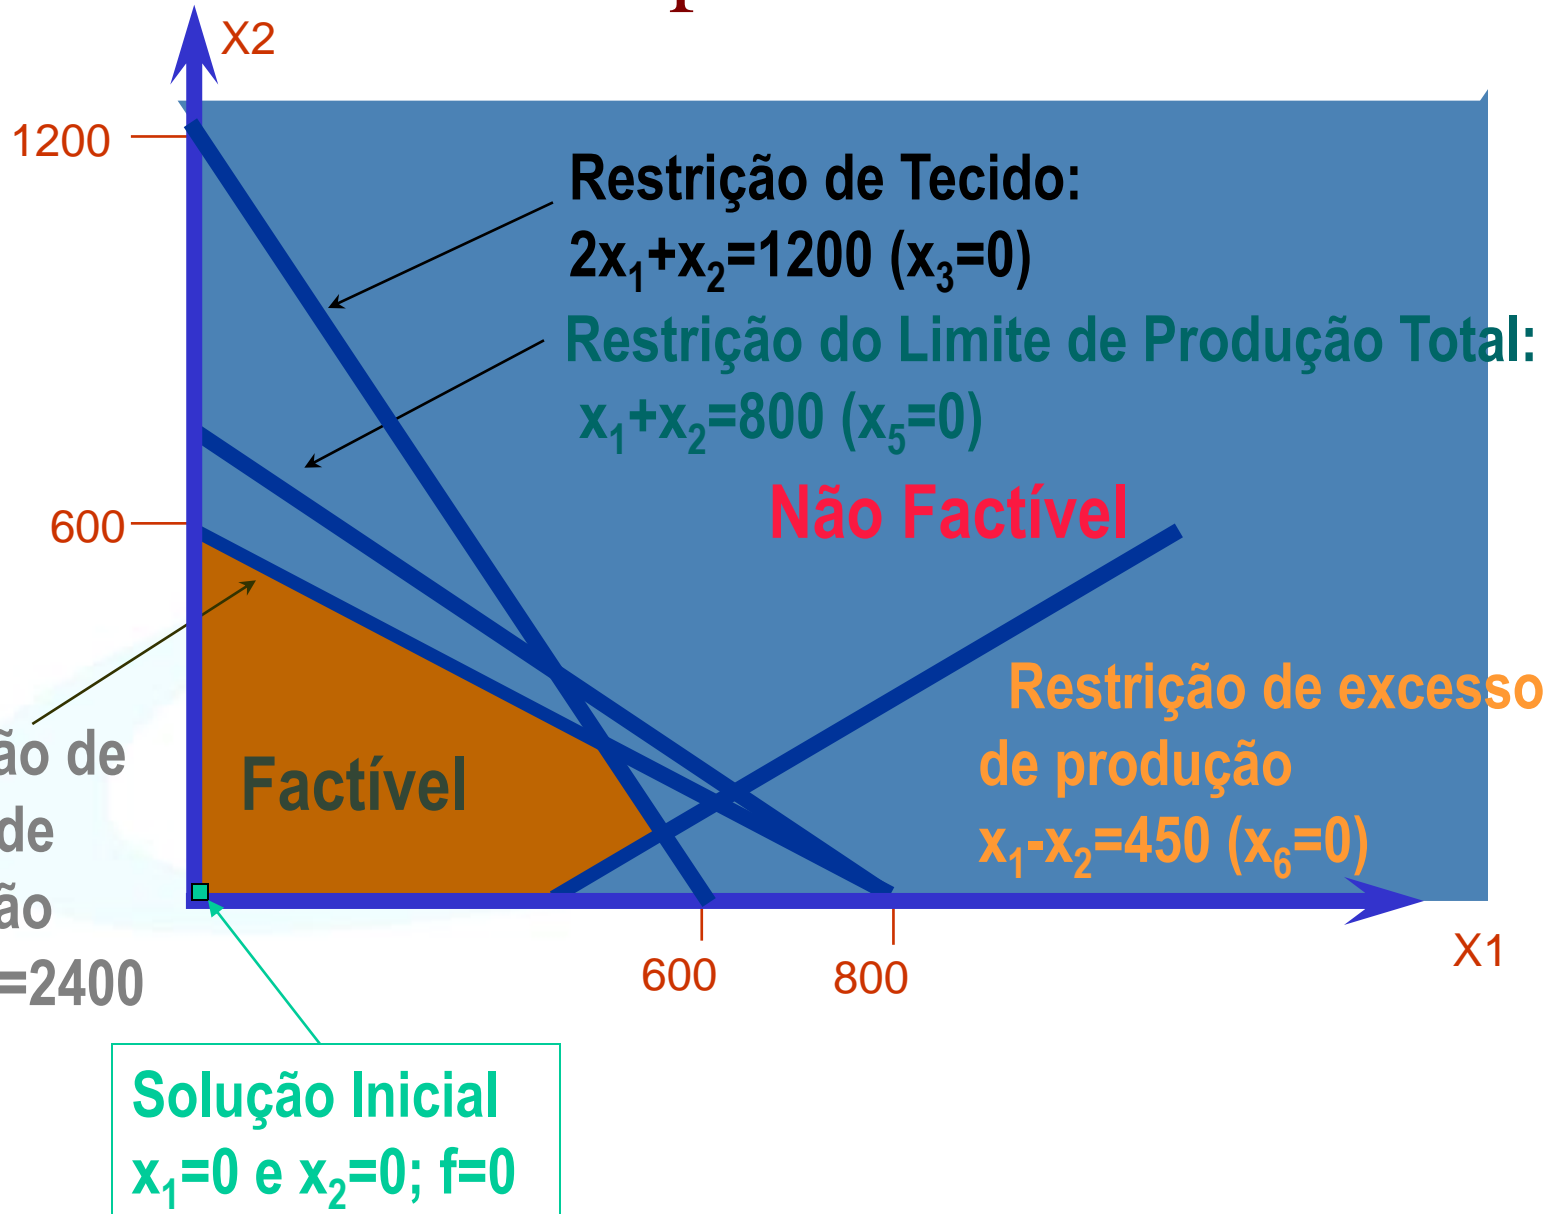 X2
1200
Restrição de Tecido:
2x₁+x₂=1200 (x₃=0)
Restrição do Limite de Produção Total:
x₁+x₂=800 (x₅=0)
Não Factível
600
Restrição de excesso
de produção
x₁-x₂=450 (x₆=0)
Factível
ão de
de
ão
=2400
600
800
X1
Solução Inicial
x₁=0 e x₂=0; f=0